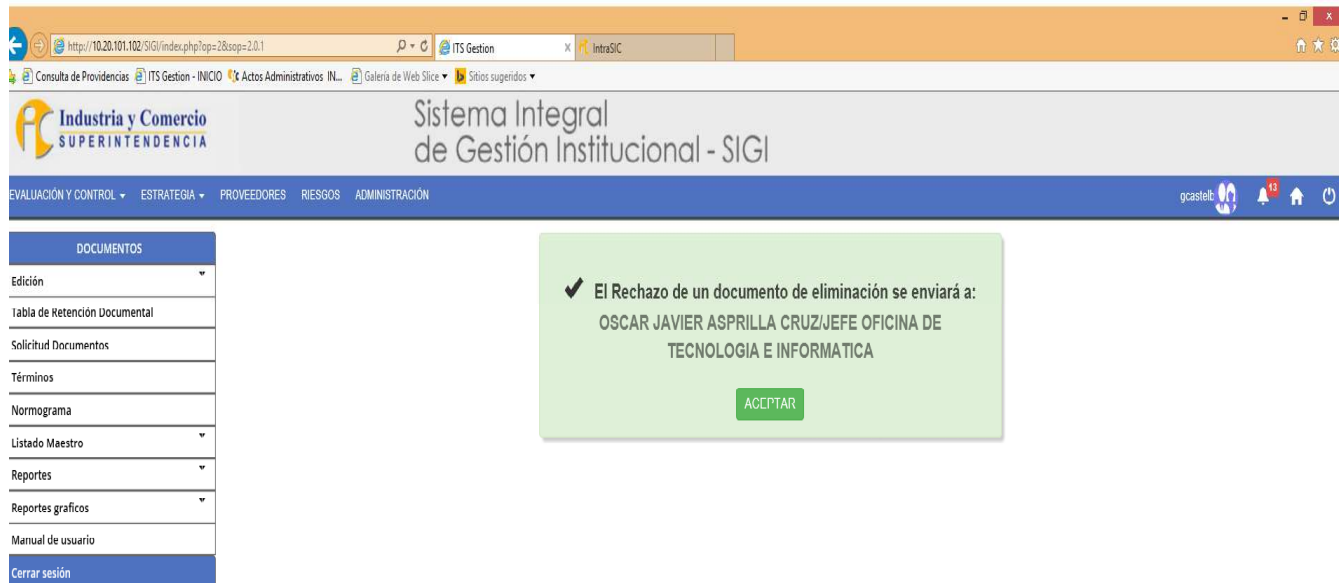 http://10.20.101.102/SIGI/index.php?op=2&sop=2.0.1
ITS Gestion
IntraSIC
Consulta de Providencias ITS Gestion - INICIO Actos Administrativos IN... Galería de Web Slice Sitios sugeridos
Industria y Comercio
SUPERINTENDENCIA
Sistema Integral
de Gestión Institucional - SIGI
EVALUACIÓN Y CONTROL ESTRATEGIA PROVEEDORES RIESGOS ADMINISTRACIÓN
gcastelb
13
DOCUMENTOS
Edición
Tabla de Retención Documental
Solicitud Documentos
Términos
Normograma
Listado Maestro
Reportes
Reportes graficos
Manual de usuario
Cerrar sesión
El Rechazo de un documento de eliminación se enviará a:
OSCAR JAVIER ASPRILLA CRUZ/JEFE OFICINA DE
TECNOLOGIA E INFORMATICA
ACEPTAR